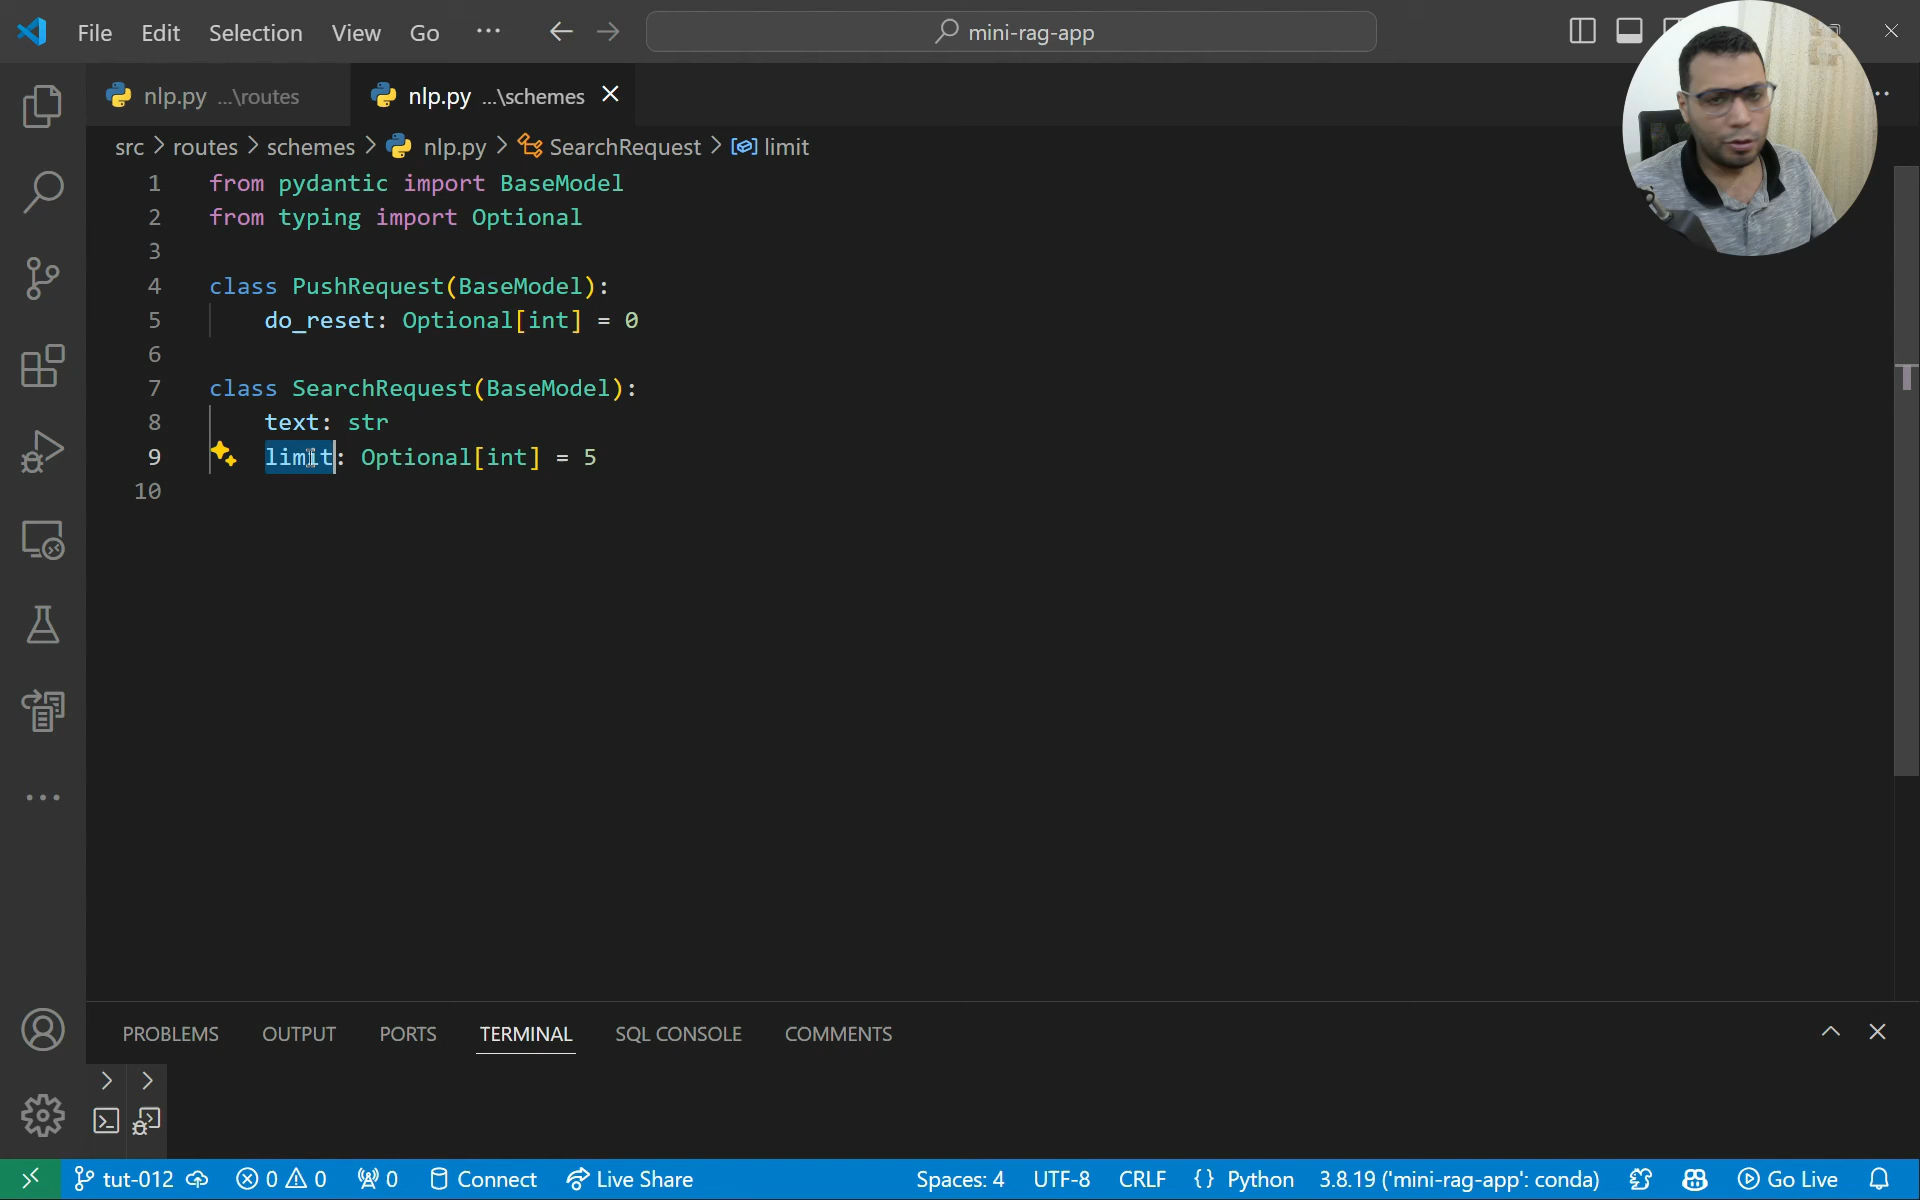 File Edit Selection View Go ··· mini-rag-app
nlp.py ...\routes nlp.py ...\schemes
src > routes > schemes > nlp.py > SearchRequest > limit
1 from pydantic import BaseModel
2 from typing import Optional
3
4 class PushRequest(BaseModel):
5 do_reset: Optional[int] = 0
6
7 class SearchRequest(BaseModel):
8 text: str
9 limit: Optional[int] = 5
10
PROBLEMS OUTPUT PORTS TERMINAL SQL CONSOLE COMMENTS
tut-012 0 0 0 Connect Live Share Spaces: 4 UTF-8 CRLF {} Python 3.8.19 ('mini-rag-app': conda) Go Live